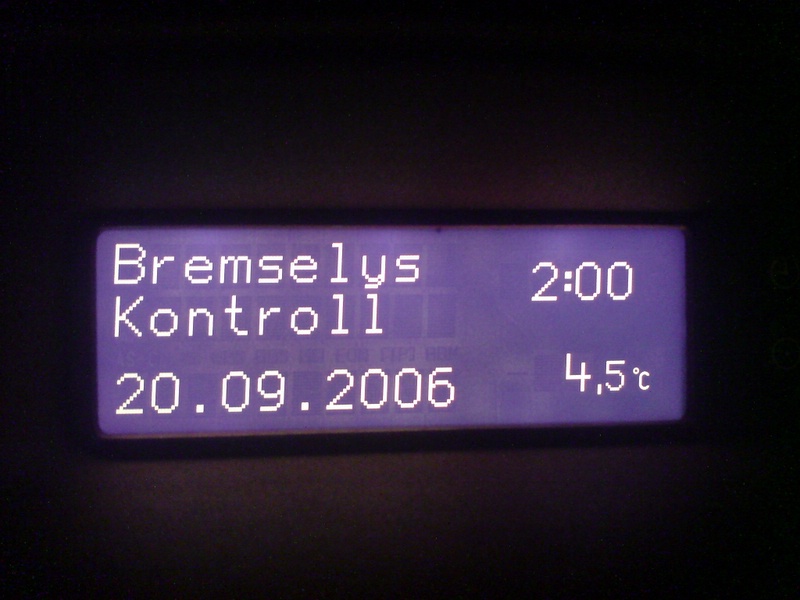 Bremselys
2:00
Kontroll
20.09.2006
4,5°C